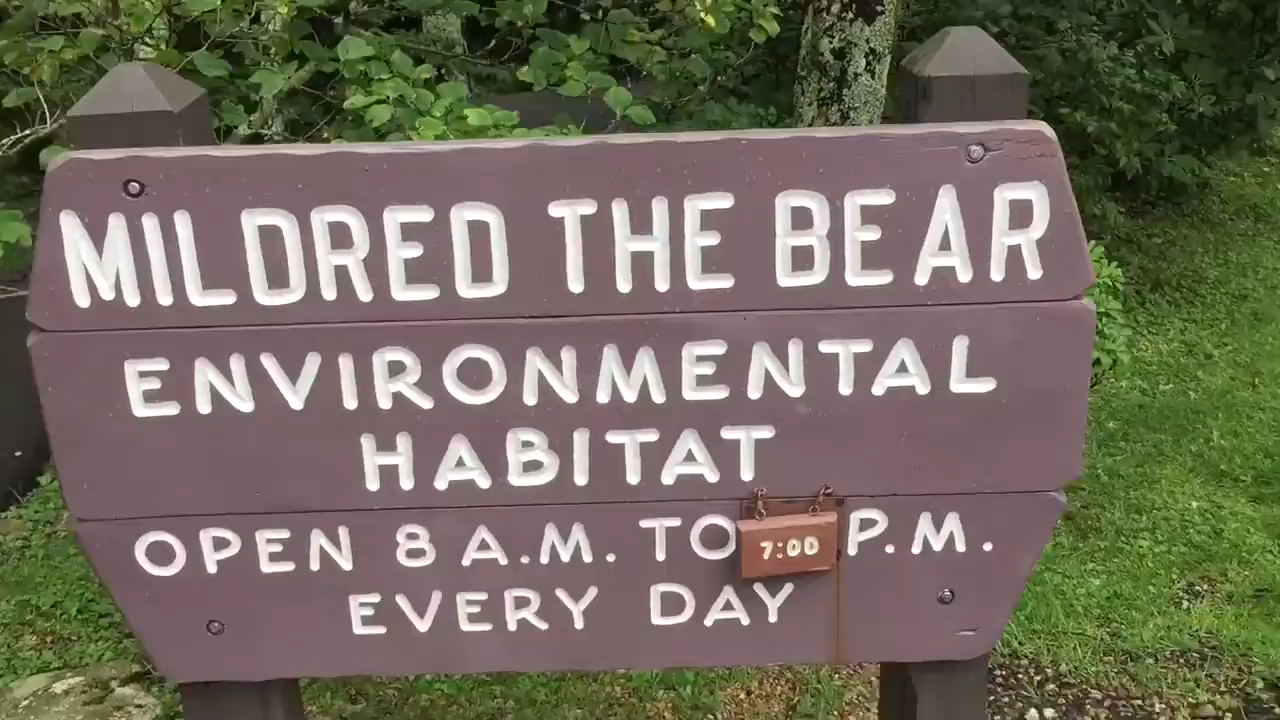 MILDRED THE BEAR
ENVIRONMENTAL
HABITAT
OPEN 8 A.M. TO 7:00 P.M.
EVERY DAY